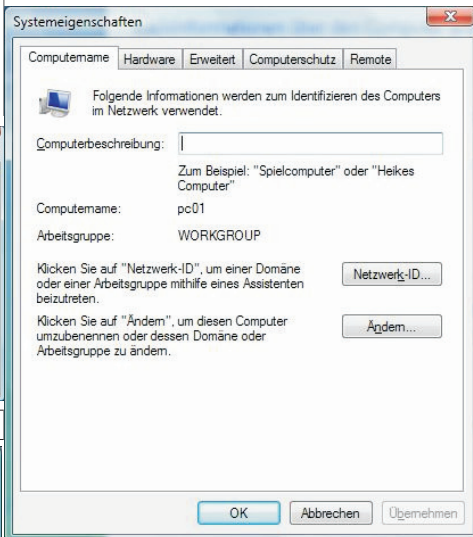 Systemeigenschaften
Computername Hardware Erweitert Computerschutz Remote
Folgende Informationen werden zum Identifizieren des Computers
im Netzwerk verwendet.
Computerbeschreibung:
Zum Beispiel: "Spielcomputer" oder "Heikes
Computer"
Computername: pc01
Arbeitsgruppe: WORKGROUP
Klicken Sie auf "Netzwerk-ID", um einer Domäne
oder einer Arbeitsgruppe mithilfe eines Assistenten
beizutreten.
Netzwerk-ID...
Klicken Sie auf "Ändern", um diesen Computer
umzubenennen oder dessen Domäne oder
Arbeitsgruppe zu ändern.
Ändern...
OK Abbrechen Übernehmen